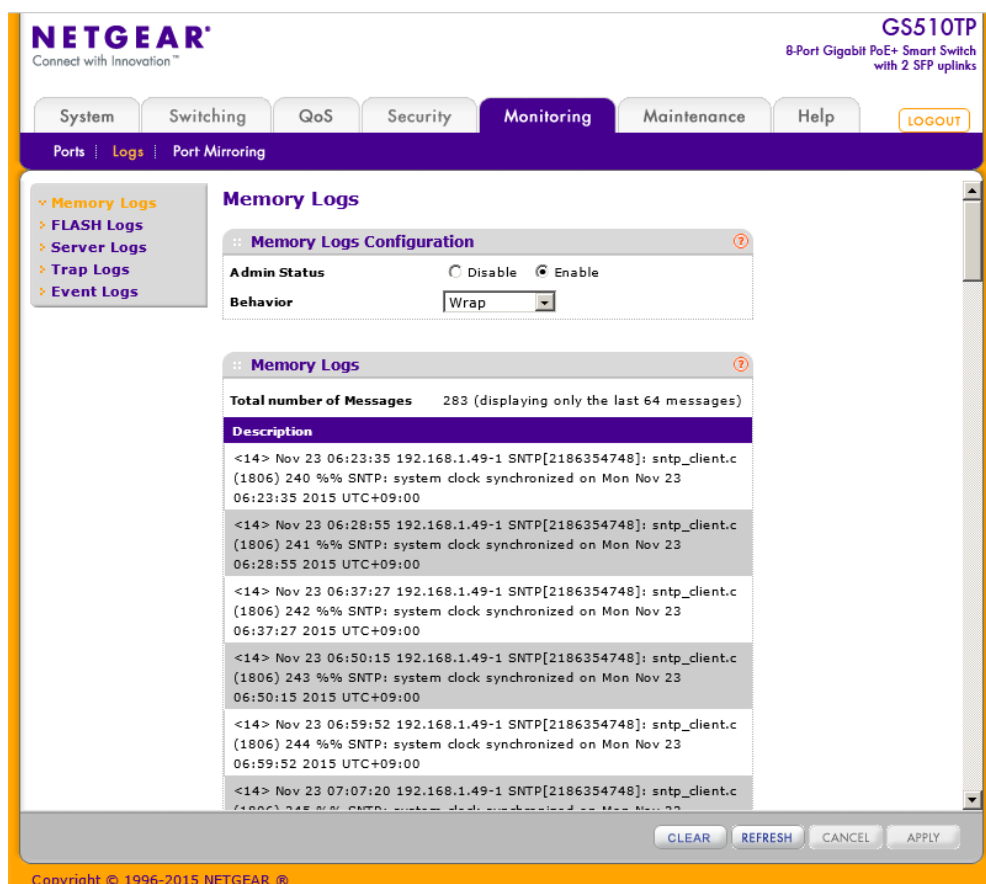 NETGEAR®
Connect with Innovation™
GS510TP
8-Port Gigabit PoE+ Smart Switch
with 2 SFP uplinks
System Switching QoS Security Monitoring Maintenance Help LOGOUT
Ports | Logs | Port Mirroring
Memory Logs
FLASH Logs
Server Logs
Trap Logs
Event Logs
Memory Logs
Memory Logs Configuration ?
Admin Status Disable Enable
Behavior Wrap
Memory Logs ?
Total number of Messages 283 (displaying only the last 64 messages)
Description
<14> Nov 23 06:23:35 192.168.1.49-1 SNTP[2186354748]: sntp_client.c
(1806) 240 %% SNTP: system clock synchronized on Mon Nov 23
06:23:35 2015 UTC+09:00
<14> Nov 23 06:28:55 192.168.1.49-1 SNTP[2186354748]: sntp_client.c
(1806) 241 %% SNTP: system clock synchronized on Mon Nov 23
06:28:55 2015 UTC+09:00
<14> Nov 23 06:37:27 192.168.1.49-1 SNTP[2186354748]: sntp_client.c
(1806) 242 %% SNTP: system clock synchronized on Mon Nov 23
06:37:27 2015 UTC+09:00
<14> Nov 23 06:50:15 192.168.1.49-1 SNTP[2186354748]: sntp_client.c
(1806) 243 %% SNTP: system clock synchronized on Mon Nov 23
06:50:15 2015 UTC+09:00
<14> Nov 23 06:59:52 192.168.1.49-1 SNTP[2186354748]: sntp_client.c
(1806) 244 %% SNTP: system clock synchronized on Mon Nov 23
06:59:52 2015 UTC+09:00
<14> Nov 23 07:07:20 192.168.1.49-1 SNTP[2186354748]: sntp_client.c
(1806) 245 %% SNTP: system clock synchronized on Mon Nov 23
CLEAR REFRESH CANCEL APPLY
Copyright © 1996-2015 NETGEAR ®